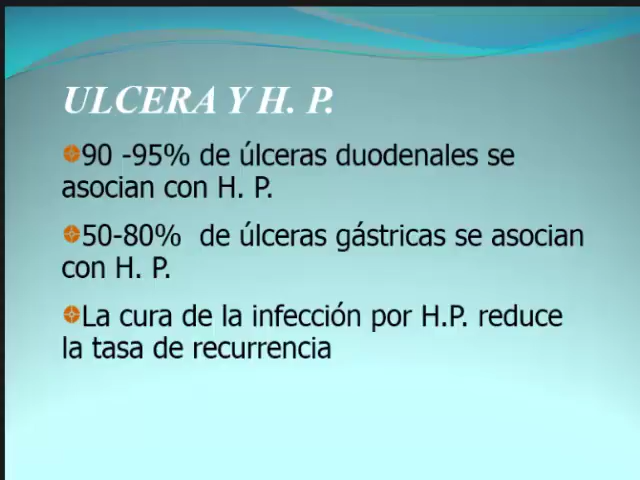 ULCERA Y H. P.
90 -95% de úlceras duodenales se
asocian con H. P.
50-80%  de úlceras gástricas se asocian
con H. P.
La cura de la infección por H.P. reduce
la tasa de recurrencia